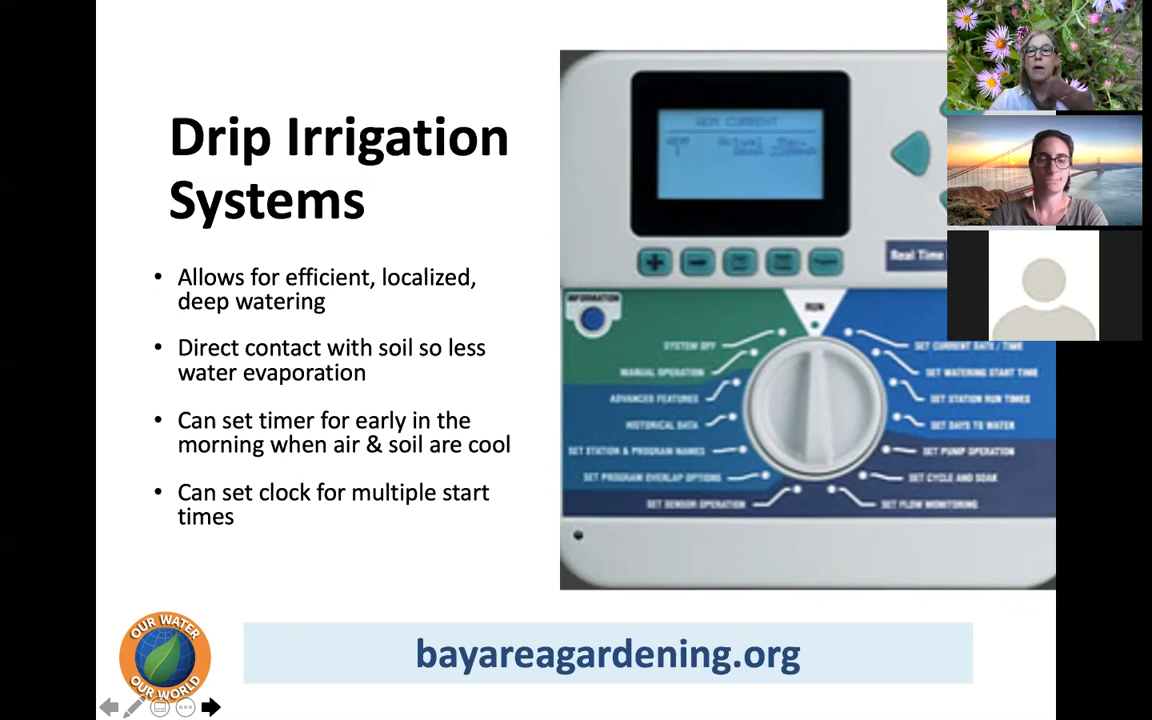 Drip Irrigation
Systems
• Allows for efficient, localized,
deep watering
• Direct contact with soil so less
water evaporation
• Can set timer for early in the
morning when air & soil are cool
• Can set clock for multiple start
times
Real Time
INFORMATION
RUN
SYSTEM OFF
MANUAL OPERATION
ADVANCED FEATURES
HISTORICAL DATA
SET STATION & PROGRAM NAMES
SET PROGRAM OVERLAP OPTIONS
SET SENSOR OPERATION
SET CURRENT DATE / TIME
SET WATERING START TIME
SET STATION RUN TIMES
SET DAYS TO WATER
SET PUMP OPERATION
SET CYCLE AND SOAK
SET FLOW MONITORING
OUR WATER
OUR WORLD
bayareagardening.org